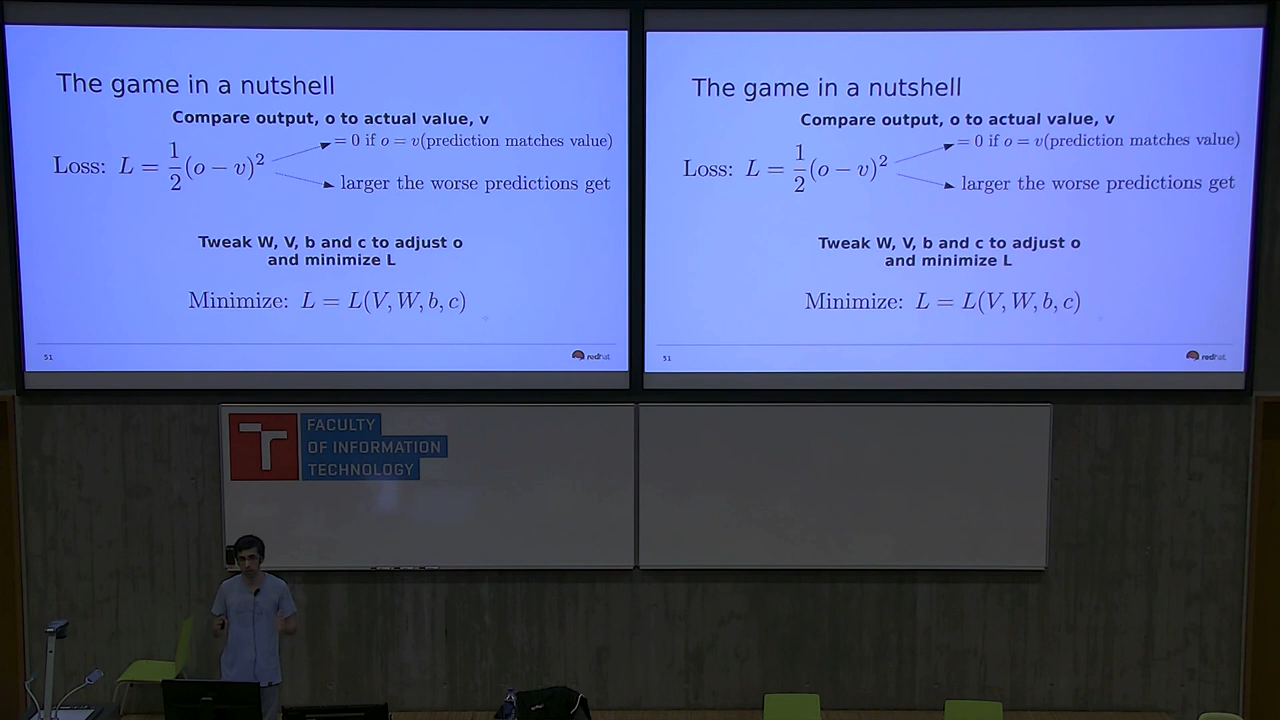 The game in a nutshell
Compare output, o to actual value, v
Loss: L = 1/2 (o − v)²
= 0 if o = v(prediction matches value)
larger the worse predictions get
Tweak W, V, b and c to adjust o
and minimize L
Minimize: L = L(V, W, b, c)
51
redhat.
The game in a nutshell
Compare output, o to actual value, v
Loss: L = 1/2 (o − v)²
= 0 if o = v(prediction matches value)
larger the worse predictions get
Tweak W, V, b and c to adjust o
and minimize L
Minimize: L = L(V, W, b, c)
51
redhat.
FACULTY
OF INFORMATION
TECHNOLOGY